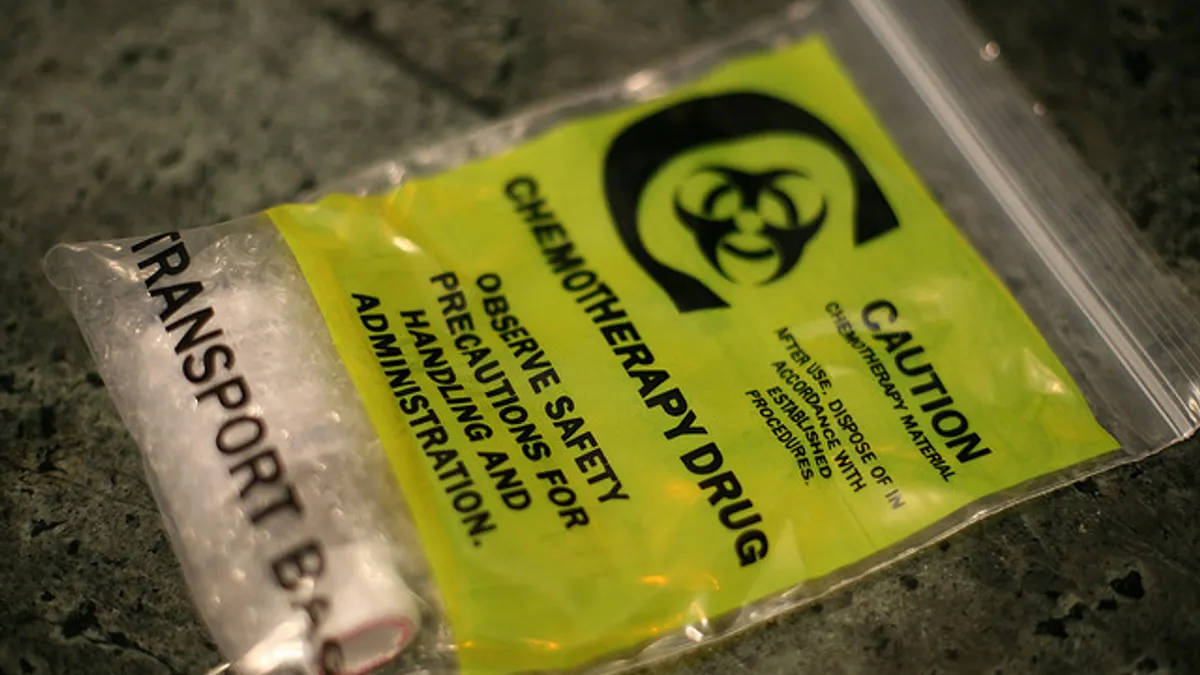 CAUTION
CHEMOTHERAPY MATERIAL
AFTER USE, DISPOSE OF IN
ACCORDANCE WITH
ESTABLISHED
PROCEDURES.
CHEMOTHERAPY DRUG
OBSERVE SAFETY
PRECAUTIONS FOR
HANDLING AND
ADMINISTRATION.
TRANSPORT BAG